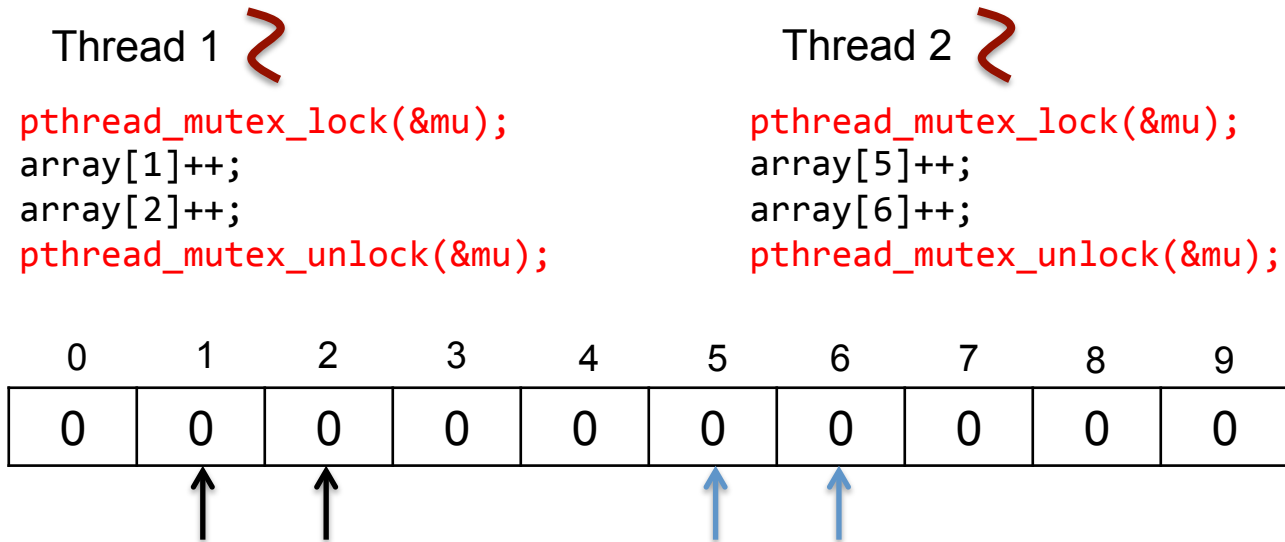 Thread 1
pthread_mutex_lock(&mu);
array[1]++;
array[2]++;
pthread_mutex_unlock(&mu);
Thread 2
pthread_mutex_lock(&mu);
array[5]++;
array[6]++;
pthread_mutex_unlock(&mu);
0 1 2 3 4 5 6 7 8 9
0 0 0 0 0 0 0 0 0 0